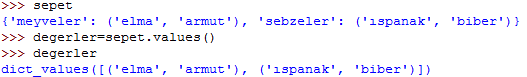 >>> sepet
{'meyveler': ('elma', 'armut'), 'sebzeler': ('ıspanak', 'biber')}
>>> degerler=sepet.values()
>>> degerler
dict_values([('elma', 'armut'), ('ıspanak', 'biber')])